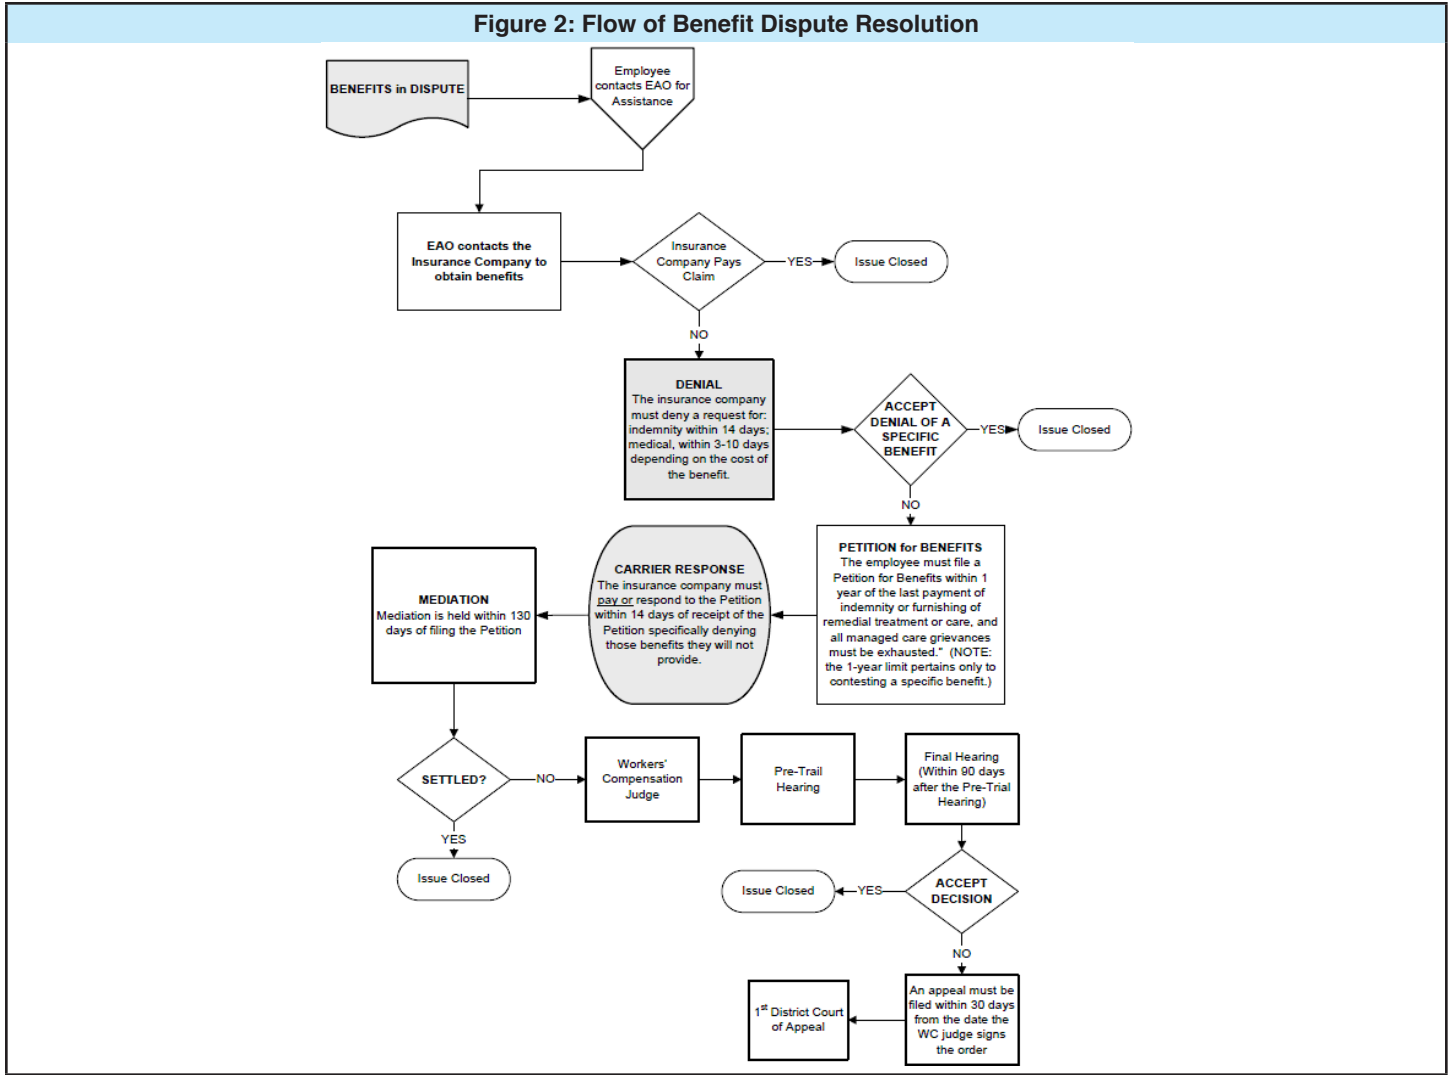 Figure 2: Flow of Benefit Dispute Resolution
BENEFITS in DISPUTE
Employee
contacts EAO for
Assistance
EAO contacts the
Insurance Company to
obtain benefits
Insurance
Company Pays
Claim
YES
Issue Closed
NO
DENIAL
The insurance company
must deny a request for:
indemnity within 14 days;
medical, within 3-10 days
depending on the cost of
the benefit.
ACCEPT
DENIAL OF A
SPECIFIC
BENEFIT
YES
Issue Closed
NO
PETITION for BENEFITS
The employee must file a
Petition for Benefits within 1
year of the last payment of
indemnity or furnishing of
remedial treatment or care, and
all managed care grievances
must be exhausted." (NOTE:
the 1-year limit pertains only to
contesting a specific benefit.)
CARRIER RESPONSE
The insurance company must
pay or respond to the Petition
within 14 days of receipt of the
Petition specifically denying
those benefits they will not
provide.
MEDIATION
Mediation is held within 130
days of filing the Petition
SETTLED?
NO
YES
Issue Closed
Workers'
Compensation
Judge
Pre-Trail
Hearing
Final Hearing
(Within 90 days
after the Pre-Trial
Hearing)
ACCEPT
DECISION
YES
Issue Closed
NO
An appeal must be
filed within 30 days
from the date the
WC judge signs
the order
1st District Court
of Appeal